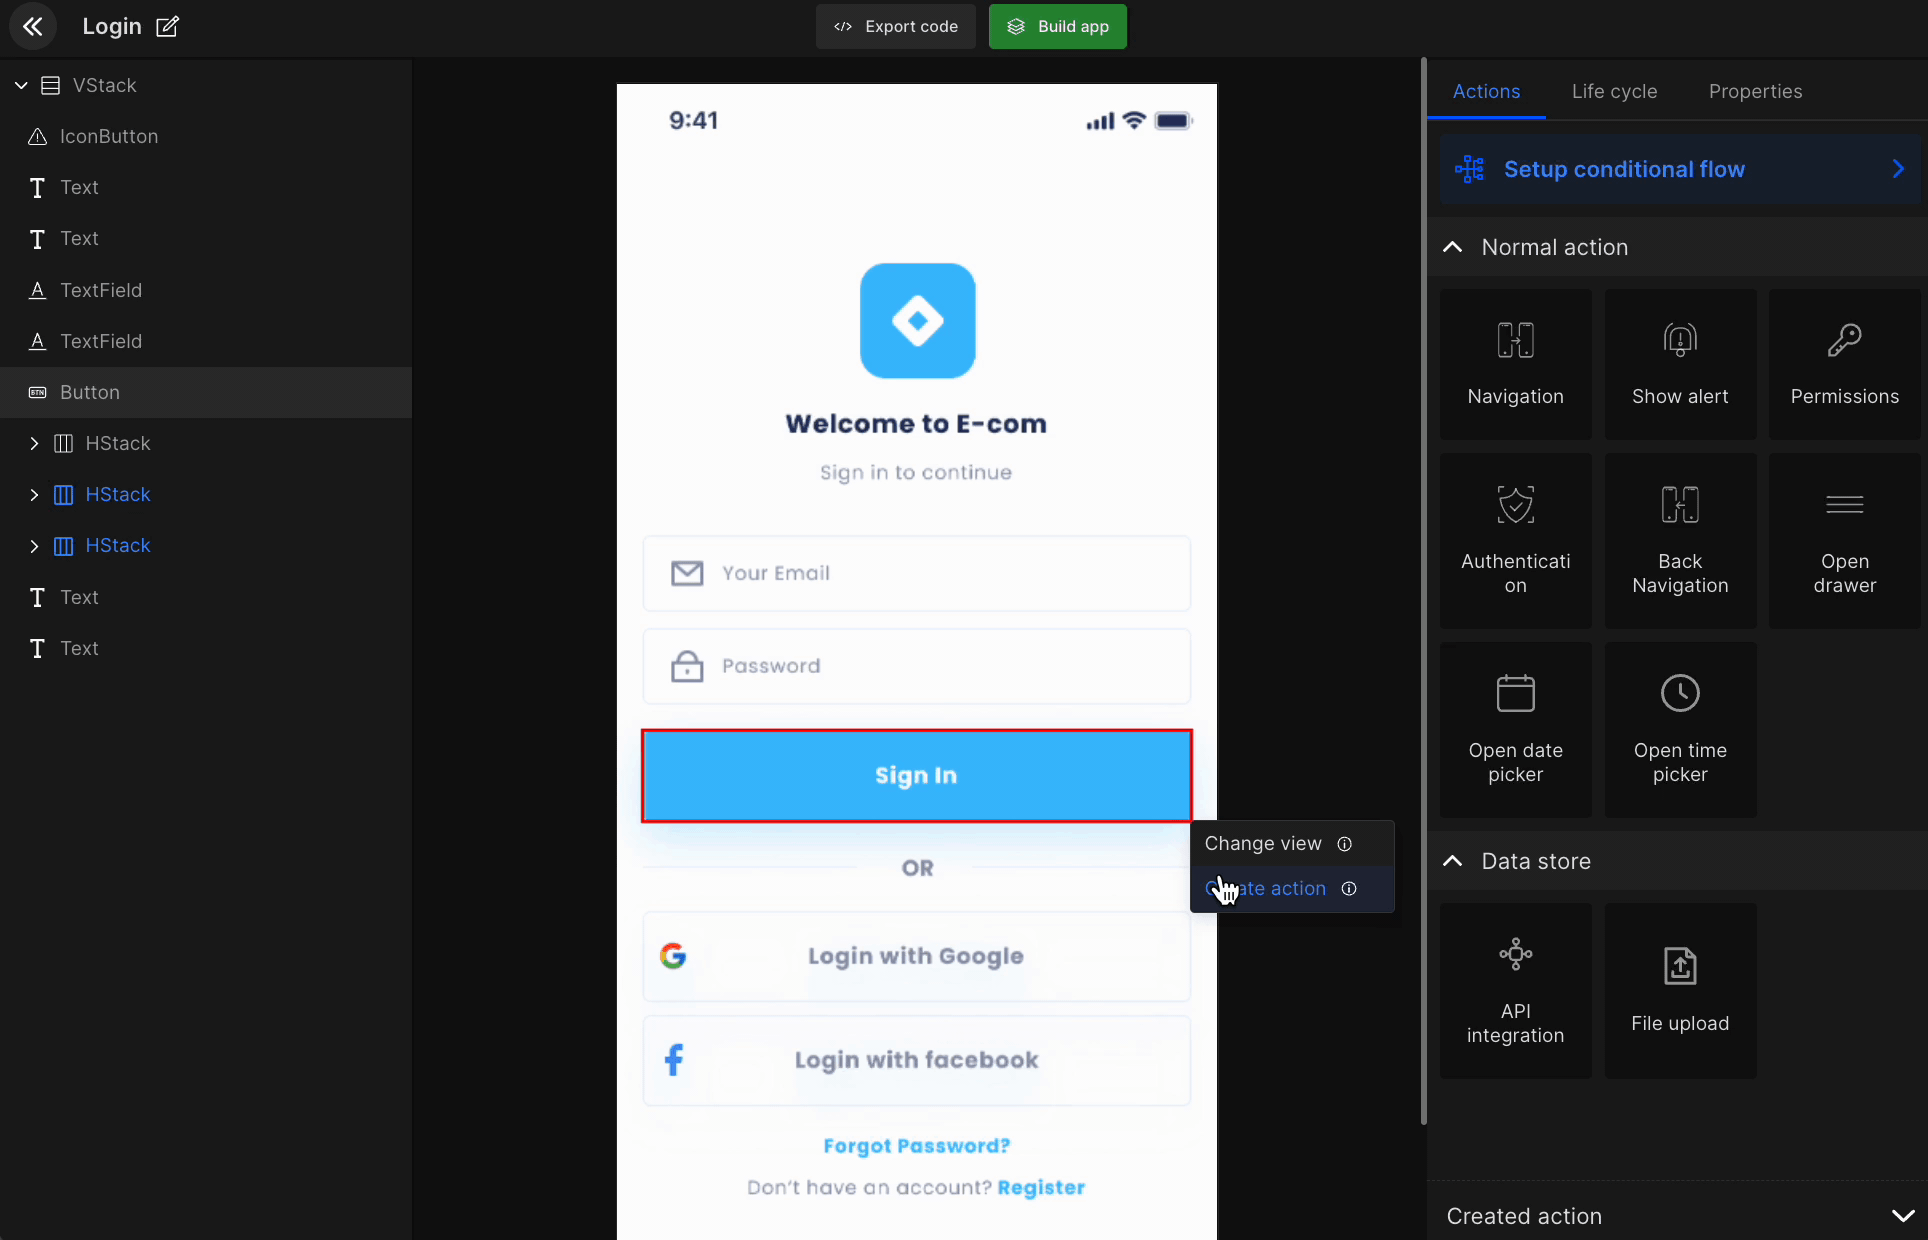 Login
Export code
Build app
VStack
IconButton
Text
Text
TextField
TextField
BTN
Button
HStack
HStack
HStack
Text
Text
9:41
Welcome to E-com
Sign in to continue
Your Email
Password
Sign In
OR
Login with Google
Login with facebook
Forgot Password?
Don't have an account? Register
Change view
ate action
Actions
Life cycle
Properties
Setup conditional flow
Normal action
Navigation
Show alert
Permissions
Authenticati
on
Back
Navigation
Open
drawer
Open date
picker
Open time
picker
Data store
API
integration
File upload
Created action